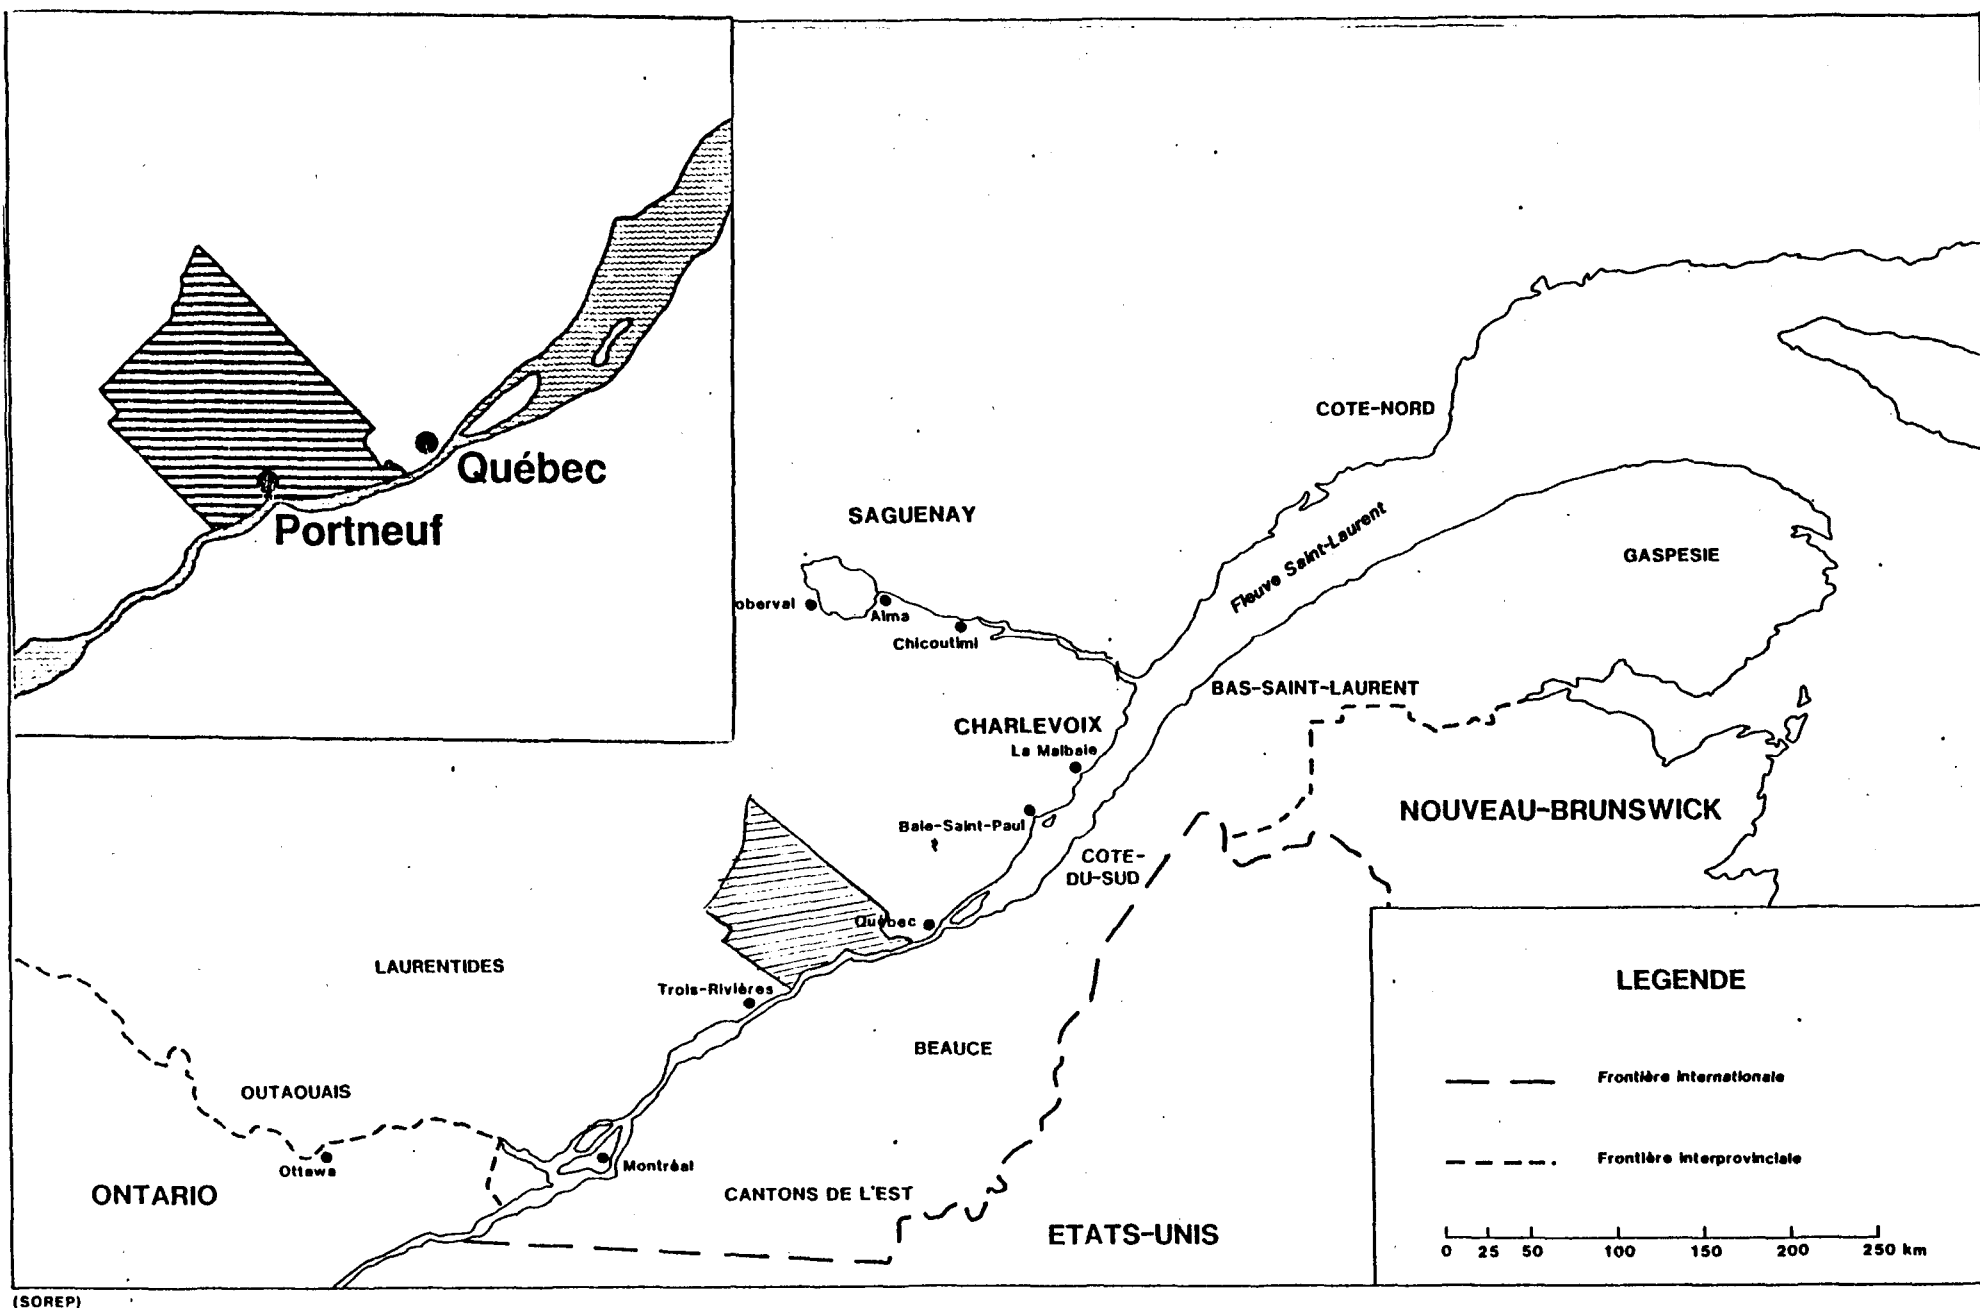 Québec
Portneuf
COTE-NORD
SAGUENAY
Fleuve Saint-Laurent
GASPESIE
oberval
Alma
Chicoutimi
BAS-SAINT-LAURENT
CHARLEVOIX
La Malbaie
NOUVEAU-BRUNSWICK
Baie-Saint-Paul
COTE-
DU-SUD
Québec
LAURENTIDES
Trois-Rivières
BEAUCE
OUTAOUAIS
Ottawa
Montréal
ONTARIO
CANTONS DE L'EST
ETATS-UNIS
LEGENDE
Frontière internationale
Frontière interprovinciale
0 25 50 100 150 200 250 km
(SOREP)